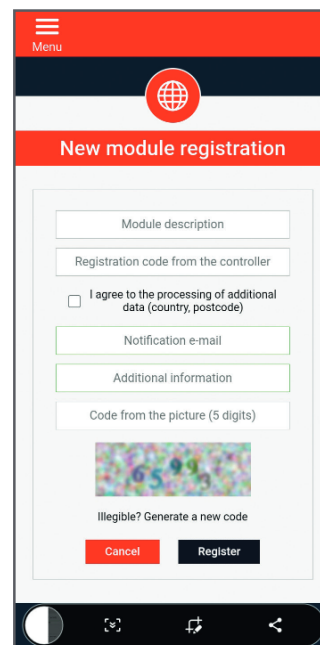 Menu
New module registration
Module description
Registration code from the controller
I agree to the processing of additional
data (country, postcode)
Notification e-mail
Additional information
Code from the picture (5 digits)
65993
Illegible? Generate a new code
Cancel
Register